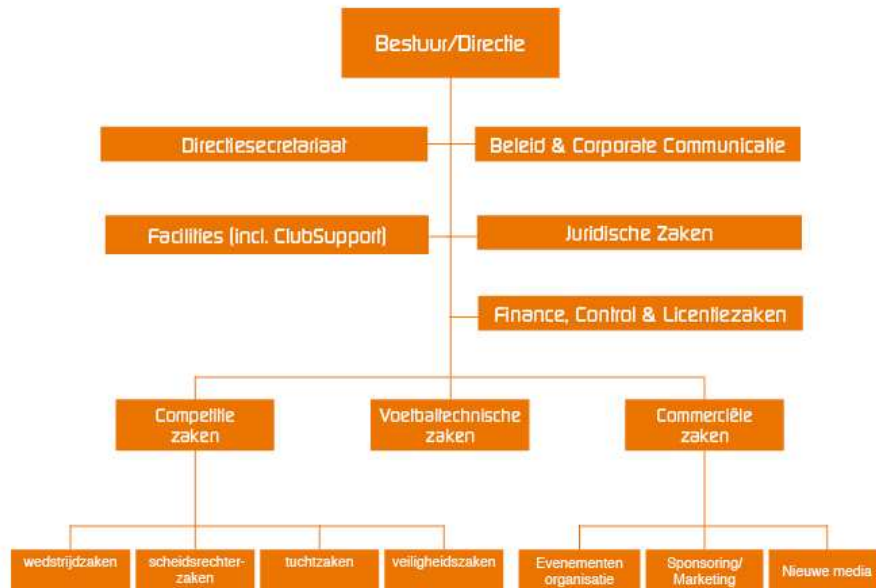 Bestuur/Directie
Directiesecretariaat
Beleid & Corporate Communicatie
Facilities (incl. ClubSupport)
Juridische Zaken
Finance, Control & Licentiezaken
Competitie
zaken
Voetbaltechnische
zaken
Commerciële
zaken
wedstrijdzaken
scheidsrechter-
zaken
tuchtzaken
veiligheidszaken
Evenementen
organisatie
Sponsoring/
Marketing
Nieuwe media